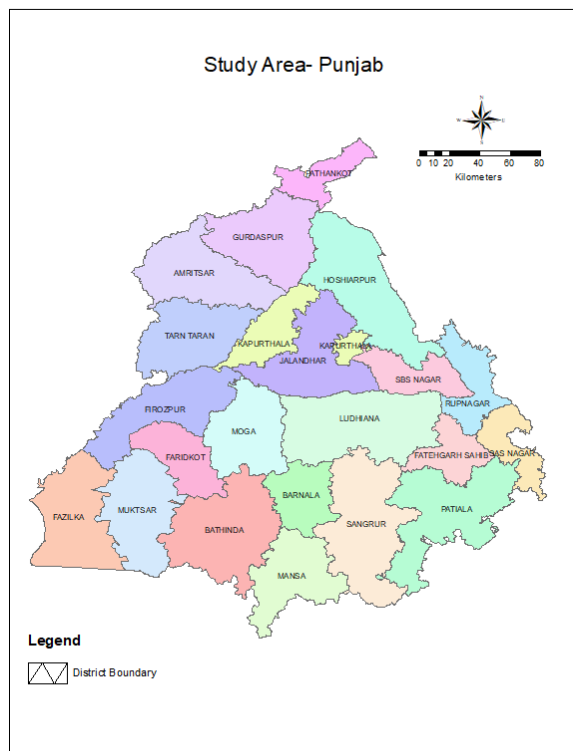 Study Area- Punjab
N
W E
S
0 10 20 40 60 80
Kilometers
PATHANKOT
GURDASPUR
AMRITSAR
HOSHIARPUR
TARN TARAN
KAPURTHALA
KAPURTHALA
JALANDHAR
SBS NAGAR
RUPNAGAR
FIROZPUR
MOGA
LUDHIANA
FARIDKOT
FATEHGARH SAHIB
SAS NAGAR
BARNALA
MUKTSAR
PATIALA
FAZILKA
BATHINDA
SANGRUR
MANSA
Legend
District Boundary